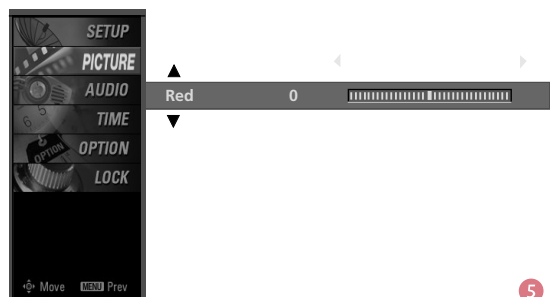 SETUP
PICTURE
AUDIO
TIME
OPTION
LOCK
Red 0
Move MENU Prev
5